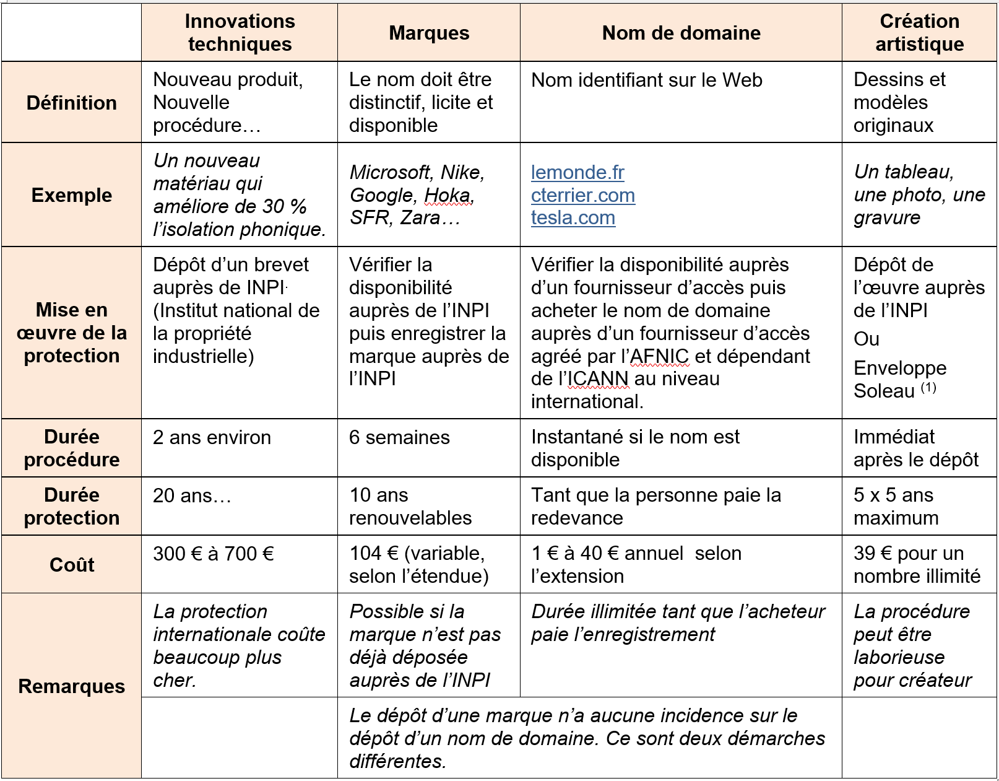 Innovations
techniques
Marques
Nom de domaine
Création
artistique
Définition
Nouveau produit,
Nouvelle
procédure…
Le nom doit être
distinctif, licite et
disponible
Nom identifiant sur le Web
Dessins et
modèles
originaux
Exemple
Un nouveau
matériau qui
améliore de 30 %
l’isolation phonique.
Microsoft, Nike,
Google, Hoka,
SFR, Zara…
lemonde.fr
cterrier.com
tesla.com
Un tableau,
une photo, une
gravure
Mise en
œuvre de la
protection
Dépôt d’un brevet
auprès de INPI.
(Institut national de
la propriété
industrielle)
Vérifier la
disponibilité
auprès de l’INPI
puis enregistrer la
marque auprès de
l’INPI
Vérifier la disponibilité auprès
d’un fournisseur d’accès puis
acheter le nom de domaine
auprès d’un fournisseur d’accès
agréé par l’AFNIC et dépendant
de l’ICANN au niveau
international.
Dépôt de
l’œuvre auprès
de l’INPI
Ou
Enveloppe
Soleau (1)
Durée
procédure
2 ans environ
6 semaines
Instantané si le nom est
disponible
Immédiat
après le dépôt
Durée
protection
20 ans…
10 ans
renouvelables
Tant que la personne paie la
redevance
5 x 5 ans
maximum
Coût
300 € à 700 €
104 € (variable,
selon l’étendue)
1 € à 40 € annuel  selon
l’extension
39 € pour un
nombre illimité
Remarques
La protection
internationale coûte
beaucoup plus
cher.
Possible si la
marque n’est pas
déjà déposée
auprès de l’INPI
Durée illimitée tant que l’acheteur
paie l’enregistrement
La procédure
peut être
laborieuse
pour créateur
Le dépôt d’une marque n’a aucune incidence sur le
dépôt d’un nom de domaine. Ce sont deux démarches
différentes.